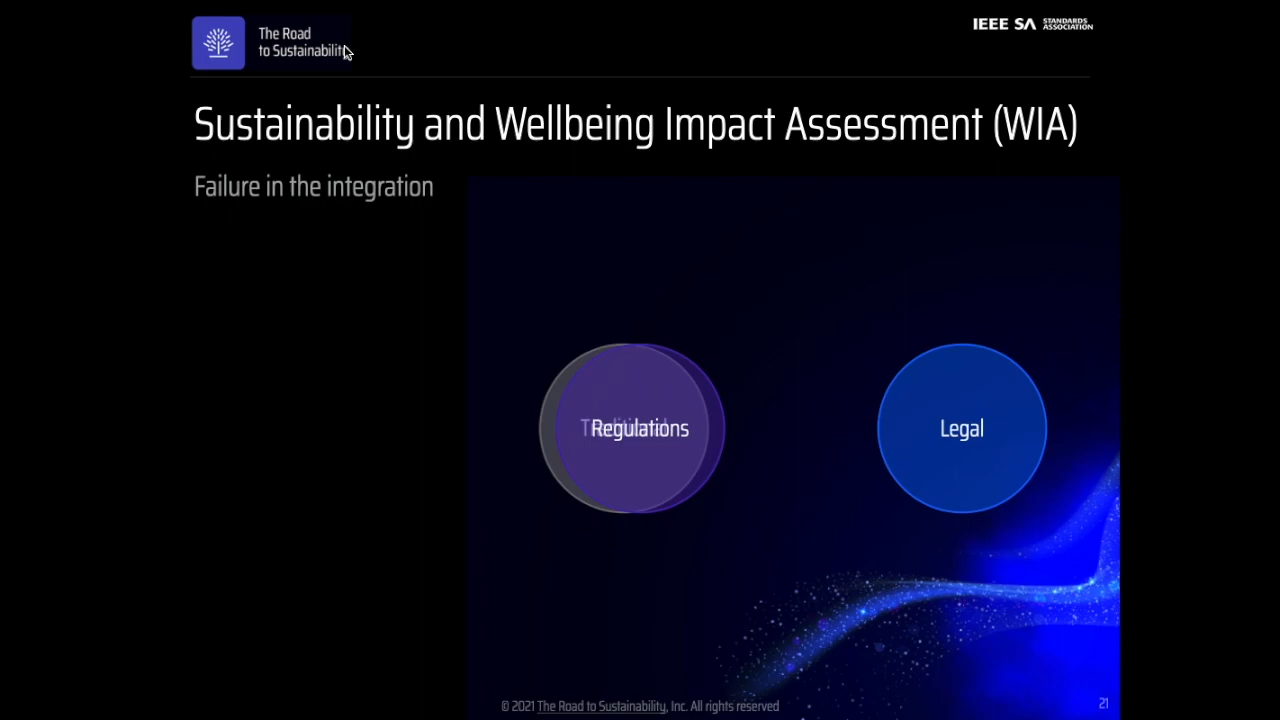 The Road
to Sustainability
IEEE SA STANDARDS
ASSOCIATION
Sustainability and Wellbeing Impact Assessment (WIA)
Failure in the integration
Regulations
Legal
© 2021 The Road to Sustainability, Inc. All rights reserved
21